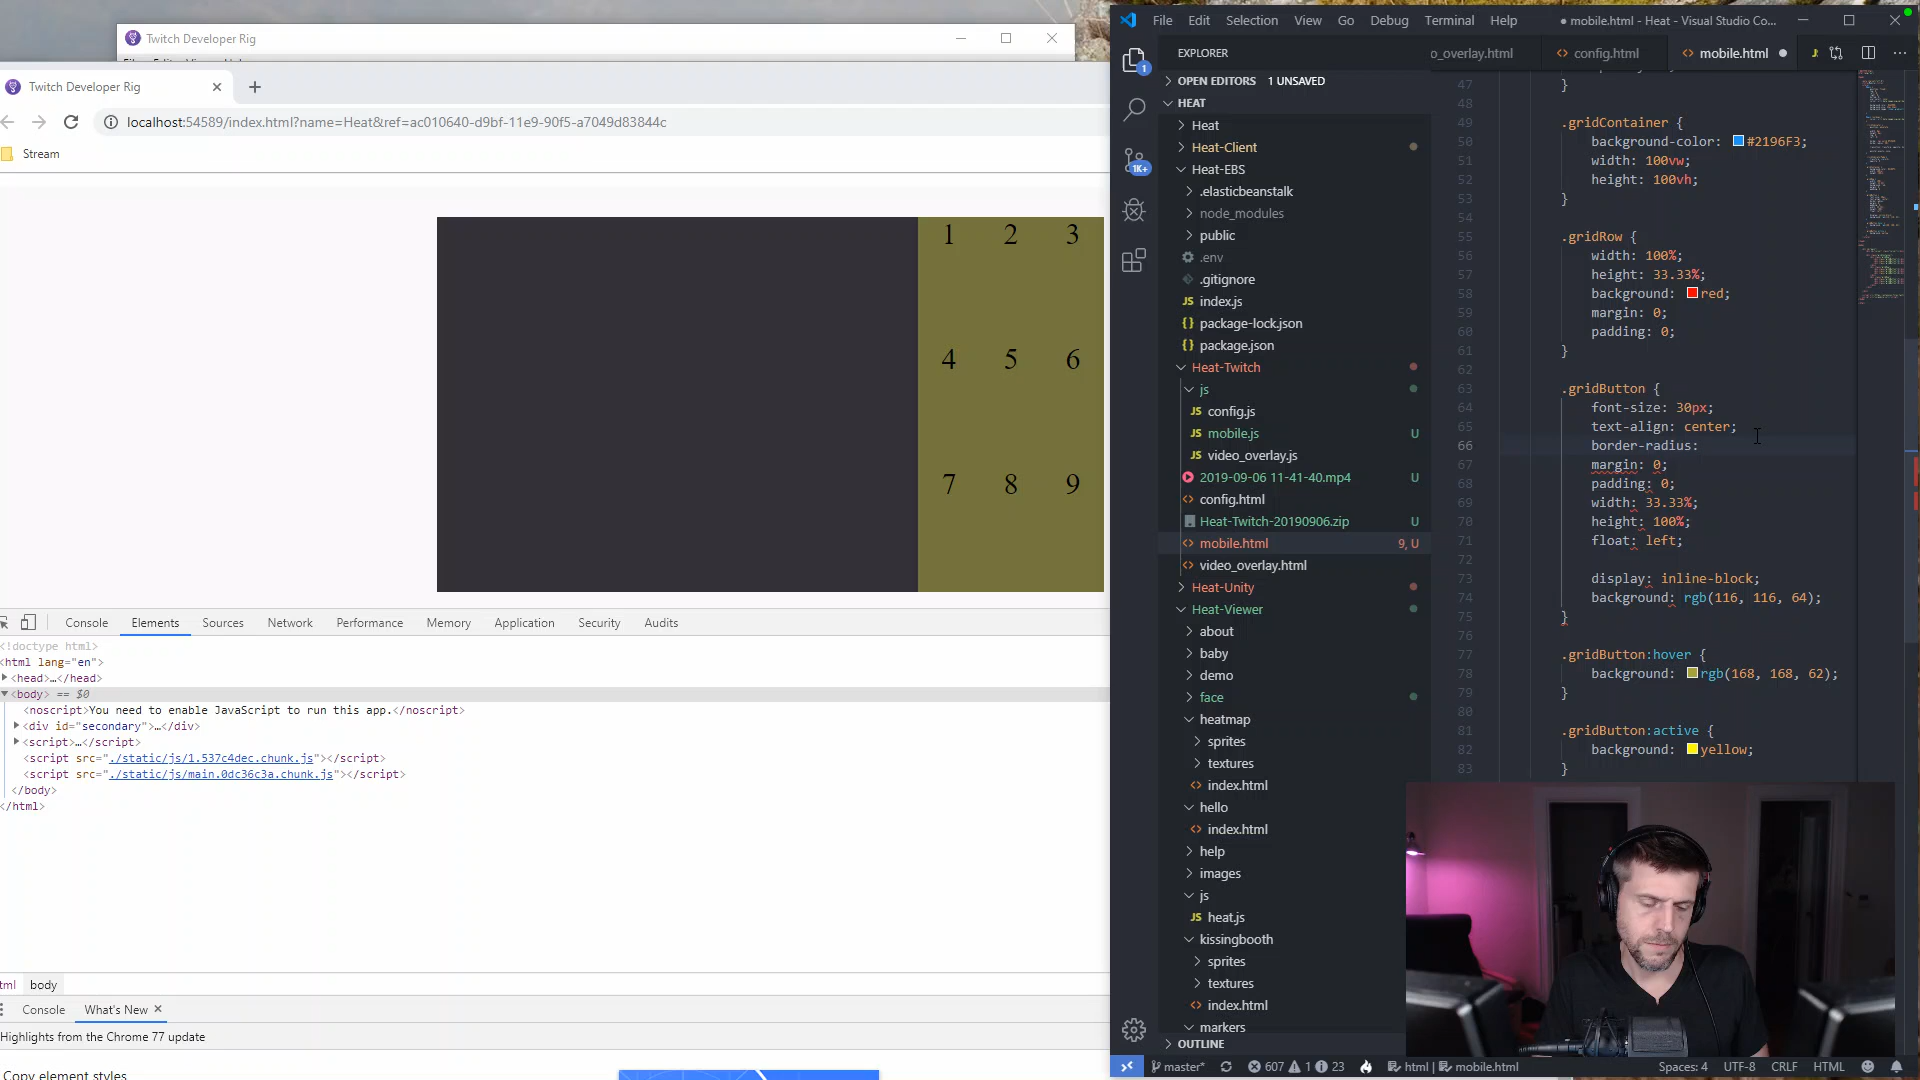 Twitch Developer Rig
Twitch Developer Rig
localhost:54589/index.html?name=Heat&ref=ac010640-d9bf-11e9-90f5-a7049d83844c
Stream
1 2 3
4 5 6
7 8 9
Console Elements Sources Network Performance Memory Application Security Audits
<!doctype html>
<html lang="en">
<head>…</head>
<body> == $0
<noscript>You need to enable JavaScript to run this app.</noscript>
<div id="secondary">…</div>
<script>…</script>
<script src="./static/js/1.537c4dec.chunk.js"></script>
<script src="./static/js/main.0dc36c3a.chunk.js"></script>
</body>
</html>
body
Console What's New
Highlights from the Chrome 77 update
Copy element styles
File Edit Selection View Go Debug Terminal Help
● mobile.html - Heat - Visual Studio Co...
EXPLORER
OPEN EDITORS 1 UNSAVED
HEAT
Heat
Heat-Client
Heat-EBS
.elasticbeanstalk
node_modules
public
.env
.gitignore
JS index.js
{} package-lock.json
{} package.json
Heat-Twitch
js
JS config.js
JS mobile.js U
JS video_overlay.js
2019-09-06 11-41-40.mp4 U
config.html
Heat-Twitch-20190906.zip U
mobile.html 9, U
video_overlay.html
Heat-Unity
Heat-Viewer
about
baby
demo
face
heatmap
sprites
textures
index.html
hello
index.html
help
images
js
JS heat.js
kissingbooth
sprites
textures
index.html
markers
OUTLINE
1
1K+
o_overlay.html config.html mobile.html
47 }
48
49 .gridContainer {
50 background-color: #2196F3;
51 width: 100vw;
52 height: 100vh;
53 }
54
55 .gridRow {
56 width: 100%;
57 height: 33.33%;
58 background: red;
59 margin: 0;
60 padding: 0;
61 }
62
63 .gridButton {
64 font-size: 30px;
65 text-align: center;
66 border-radius:
67 margin: 0;
68 padding: 0;
69 width: 33.33%;
70 height: 100%;
71 float: left;
72
73 display: inline-block;
74 background: rgb(116, 116, 64);
75 }
76
77 .gridButton:hover {
78 background: rgb(168, 168, 62);
79 }
80
81 .gridButton:active {
82 background: yellow;
83 }
master* 607 1 23 html | mobile.html Spaces: 4 UTF-8 CRLF HTML